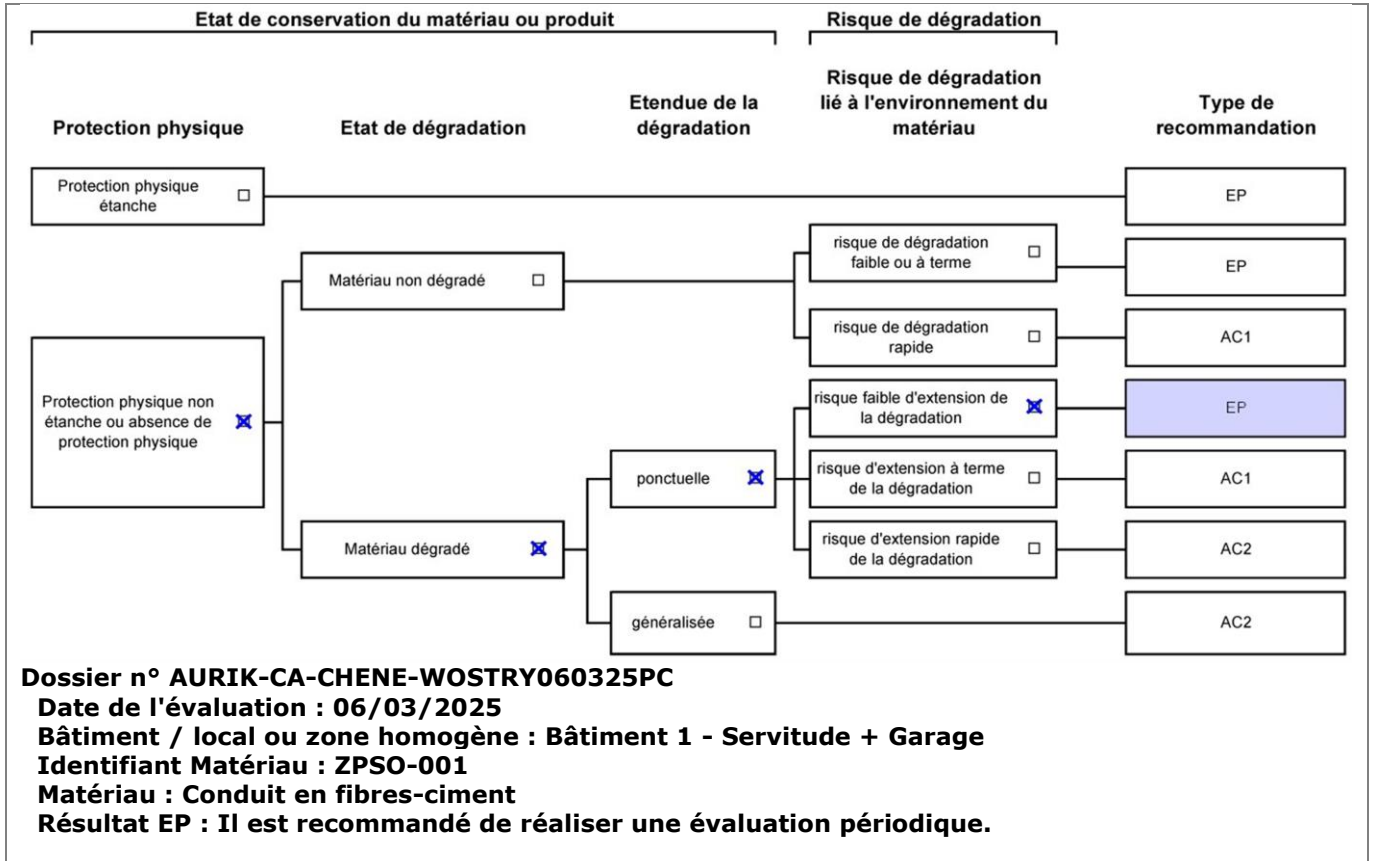 Etat de conservation du matériau ou produit
Risque de dégradation
Protection physique
Etat de dégradation
Etendue de la
dégradation
Risque de dégradation
lié à l'environnement du
matériau
Type de
recommandation
Protection physique
étanche
EP
risque de dégradation
faible ou à terme
EP
Matériau non dégradé
risque de dégradation
rapide
AC1
Protection physique non
étanche ou absence de
protection physique
risque faible d'extension de
la dégradation
EP
ponctuelle
risque d'extension à terme
de la dégradation
AC1
Matériau dégradé
risque d'extension rapide
de la dégradation
AC2
généralisée
AC2
Dossier n° AURIK-CA-CHENE-WOSTRY060325PC
Date de l'évaluation : 06/03/2025
Bâtiment / local ou zone homogène : Bâtiment 1 - Servitude + Garage
Identifiant Matériau : ZPSO-001
Matériau : Conduit en fibres-ciment
Résultat EP : Il est recommandé de réaliser une évaluation périodique.